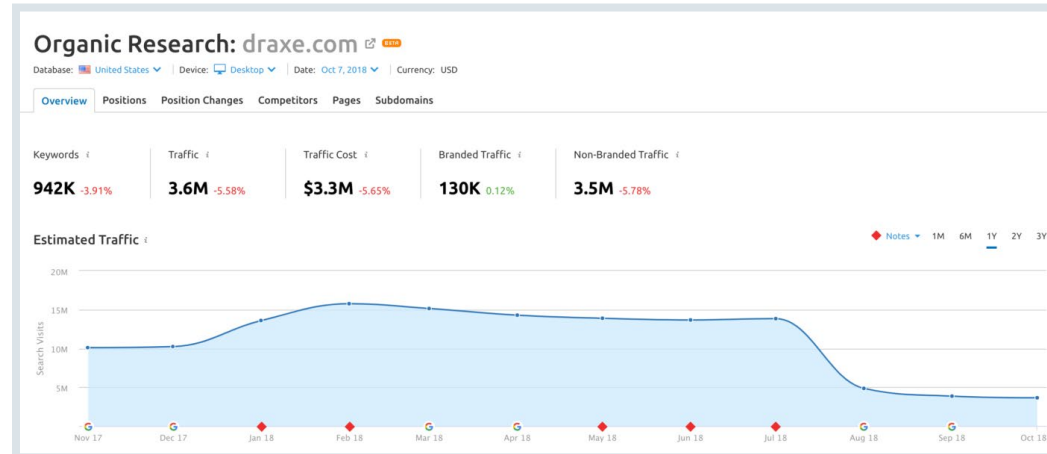 Organic Research: draxe.com BETA
Database: United States Device: Desktop Date: Oct 7, 2018 Currency: USD
Overview Positions Position Changes Competitors Pages Subdomains
Keywords i Traffic i Traffic Cost i Branded Traffic i Non-Branded Traffic i
942K -3.91% 3.6M -5.58% $3.3M -5.65% 130K 0.12% 3.5M -5.78%
Estimated Traffic i
Notes 1M 6M 1Y 2Y 3Y
20M
15M
10M
5M
Search Visits
G G G G G G
Nov 17 Dec 17 Jan 18 Feb 18 Mar 18 Apr 18 May 18 Jun 18 Jul 18 Aug 18 Sep 18 Oct 18